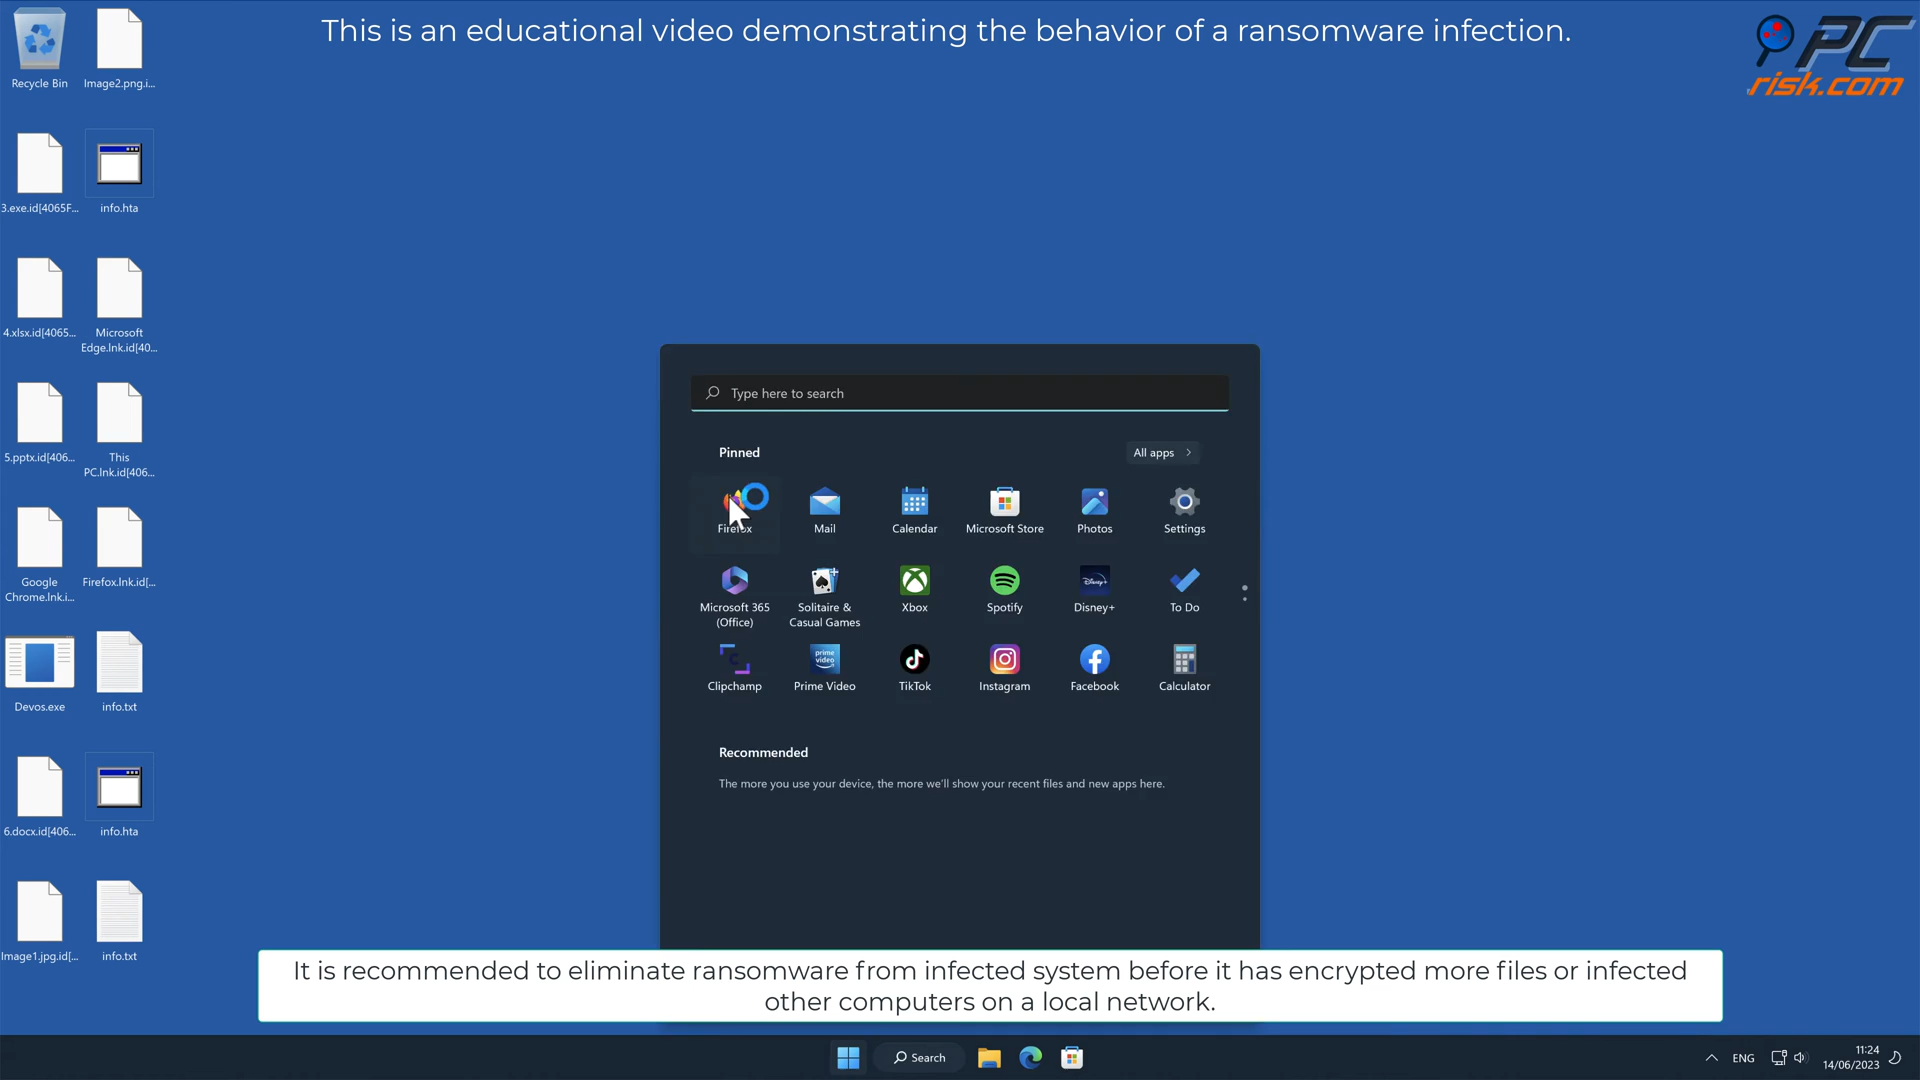 This is an educational video demonstrating the behavior of a ransomware infection.
PC
risk.com
Recycle Bin
Image2.png.i...
3.exe.id[4065F...
info.hta
4.xlsx.id[4065...
Microsoft
Edge.lnk.id[40...
5.pptx.id[406...
This
PC.lnk.id[406...
Google
Chrome.lnk.i...
Firefox.lnk.id[...
Devos.exe
info.txt
6.docx.id[406...
info.hta
Image1.jpg.id[...
info.txt
Type here to search
Pinned
All apps
Firefox
Mail
Calendar
Microsoft Store
Photos
Settings
Microsoft 365
(Office)
Solitaire &
Casual Games
Xbox
Spotify
Disney+
Disney+
To Do
prime
video
Clipchamp
Prime Video
TikTok
Instagram
Facebook
Calculator
Recommended
The more you use your device, the more we'll show your recent files and new apps here.
It is recommended to eliminate ransomware from infected system before it has encrypted more files or infected
other computers on a local network.
Search
ENG
11:24
14/06/2023